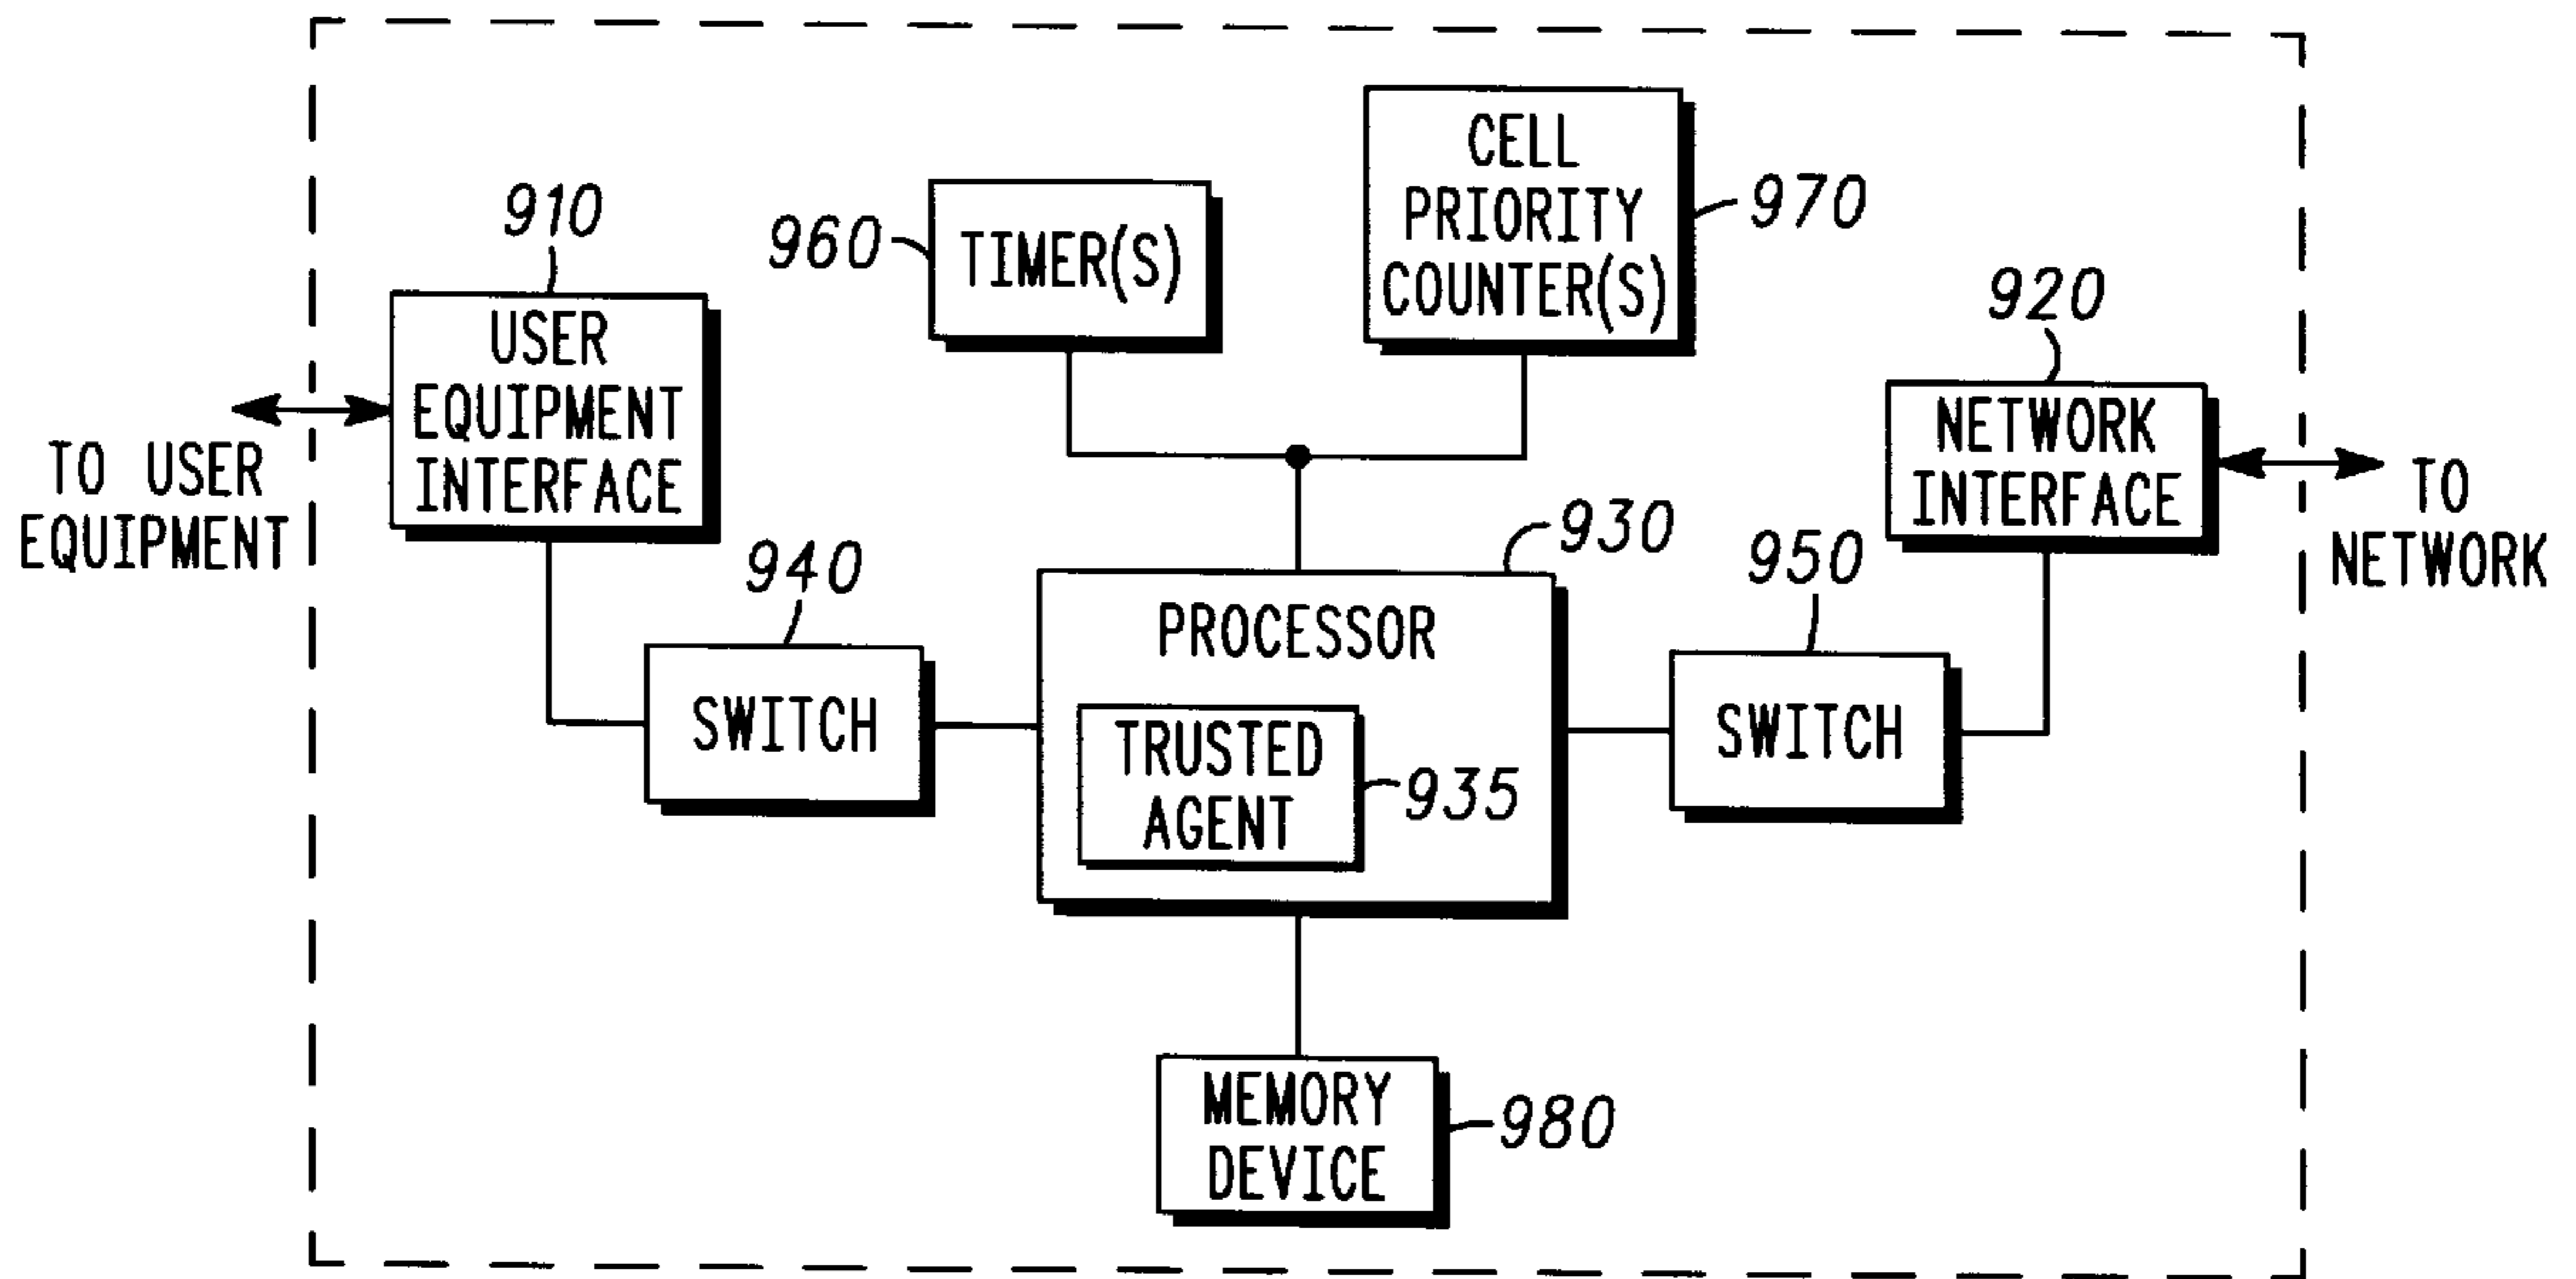 910
USER
EQUIPMENT
INTERFACE
TO USER
EQUIPMENT
960
TIMER(S)
CELL
PRIORITY
COUNTER(S)
970
920
NETWORK
INTERFACE
TO
NETWORK
940
SWITCH
930
PROCESSOR
TRUSTED
AGENT
935
950
SWITCH
MEMORY
DEVICE
980